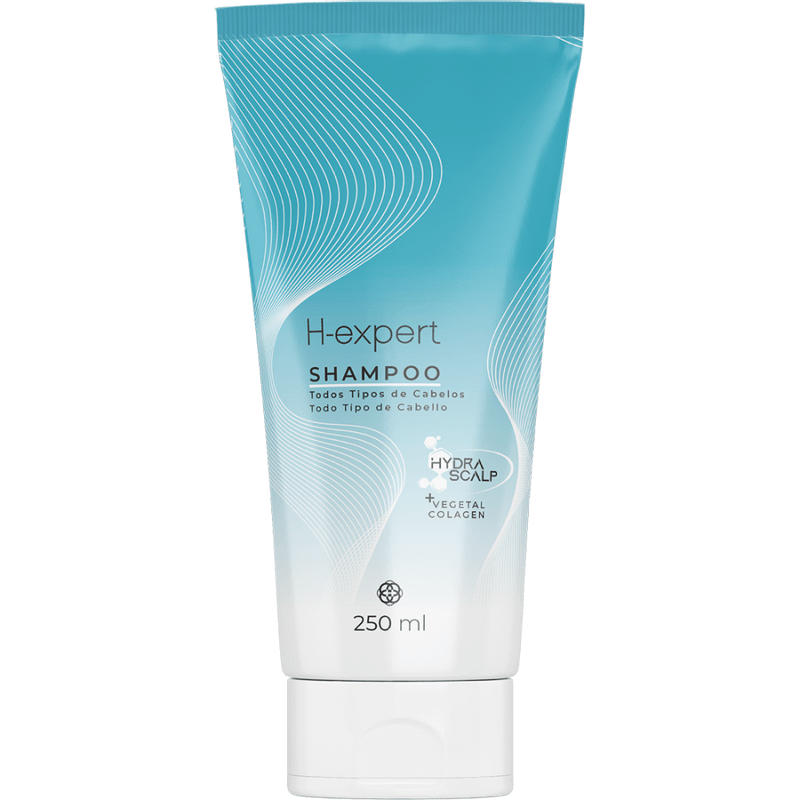 H-expert
SHAMPOO
Todos Tipos de Cabelos
Todo Tipo de Cabello
HYDRA
SCALP
+VEGETAL
COLAGEN
250 ml